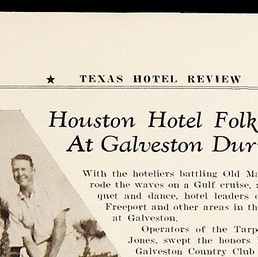 ★ TEXAS HOTEL REVIEW
Houston Hotel Folk
At Galveston Dur
With the hoteliers battling Old Ma
rode the waves on a Gulf cruise,
quet and dance, hotel leaders
Freeport and other areas in th
at Galveston.
Operators of the Tarp
Jones, swept the honors
Galveston Country Club